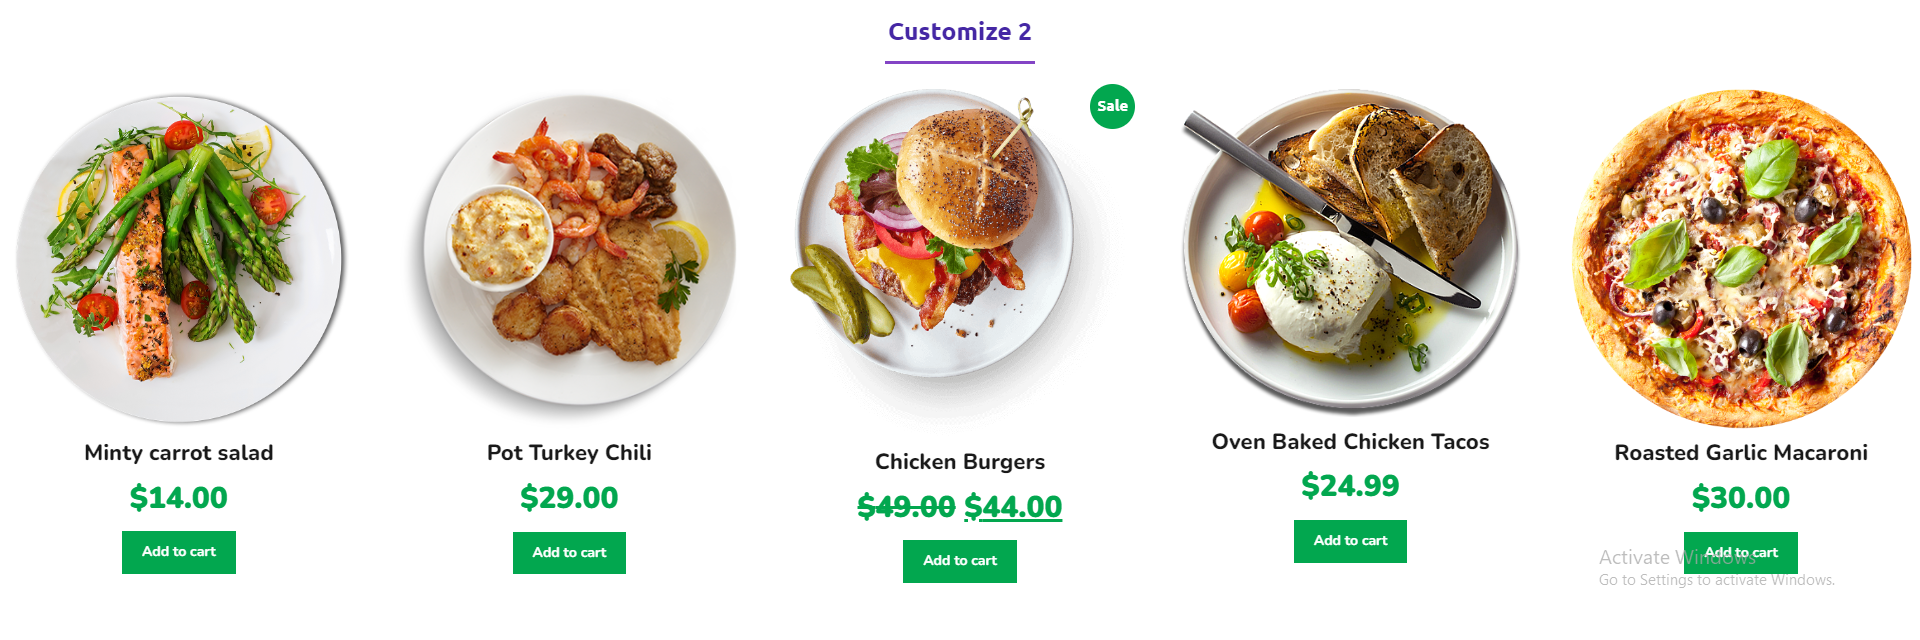 Customize 2
Sale
Minty carrot salad
$14.00
Add to cart
Pot Turkey Chili
$29.00
Add to cart
Chicken Burgers
$49.00 $44.00
Add to cart
Oven Baked Chicken Tacos
$24.99
Add to cart
Roasted Garlic Macaroni
$30.00
Add to cart
Activate Windows
Go to Settings to activate Windows.